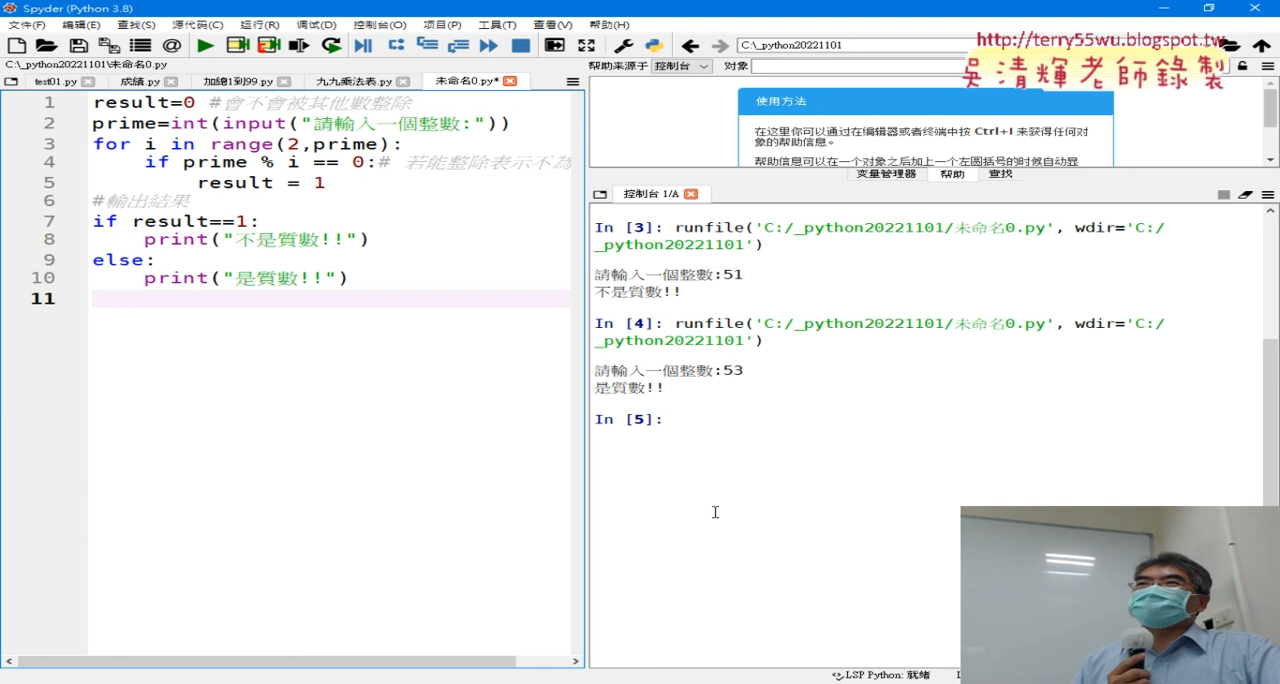 Spyder (Python 3.8)
文件(F) 编辑(E) 查找(S) 源代码(C) 运行(R) 调试(D) 控制台(O) 项目(P) 工具(T) 查看(V) 帮助(H)
C:\_python20221101
http://terry55wu.blogspot.tw
吳清輝老師錄製
C:\_python20221101\未命名0.py
帮助来源于 控制台 对象
test01.py 成績.py 加總1到99.py 九九乘法表.py 未命名0.py*
1 result=0 #會不會被其他數整除
2 prime=int(input("請輸入一個整數:"))
3 for i in range(2,prime):
4 if prime % i == 0:# 若能整除表示不為
5 result = 1
6 #輸出結果
7 if result==1:
8 print("不是質數!!")
9 else:
10 print("是質數!!")
11
使用方法
在这里你可以通过在编辑器或者终端中按 Ctrl+I 来获得任何对
象的帮助信息。
帮助信息可以在一个对象之后加上一个左圆括号的时候自动显
变量管理器 帮助 查找
控制台 1/A
In [3]: runfile('C:/_python20221101/未命名0.py', wdir='C:/
_python20221101')
請輸入一個整數:51
不是質數!!
In [4]: runfile('C:/_python20221101/未命名0.py', wdir='C:/
_python20221101')
請輸入一個整數:53
是質數!!
In [5]:
LSP Python: 就绪